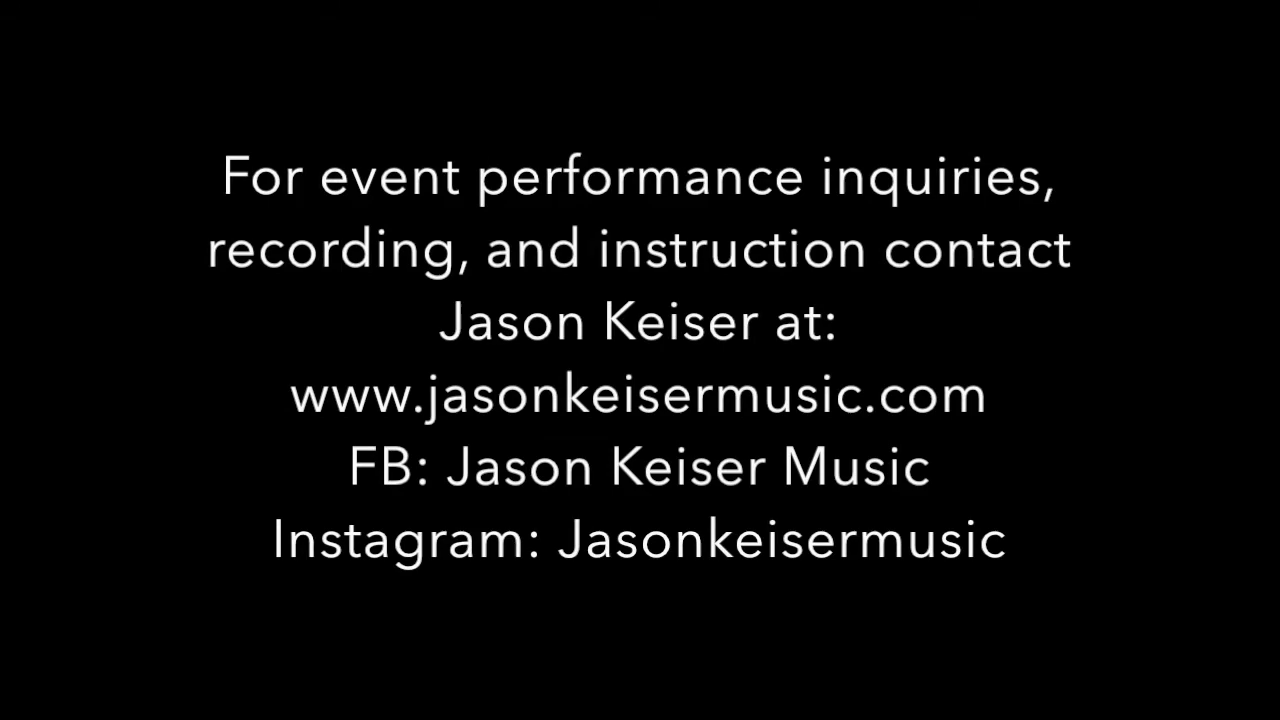 For event performance inquiries,
recording, and instruction contact
Jason Keiser at:
www.jasonkeisermusic.com
FB: Jason Keiser Music
Instagram: Jasonkeisermusic